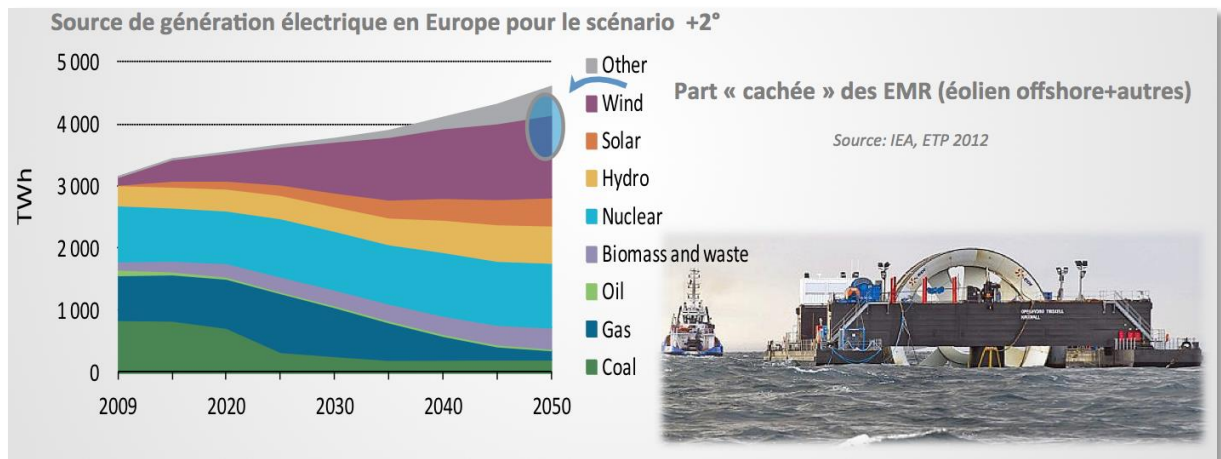 Source de génération électrique en Europe pour le scénario +2°
5 000
4 000
3 000
2 000
1 000
0
TWh
2009
2020
2030
2040
2050
Other
Wind
Solar
Hydro
Nuclear
Biomass and waste
Oil
Gas
Coal
Part « cachée » des EMR (éolien offshore+autres)
Source: IEA, ETP 2012